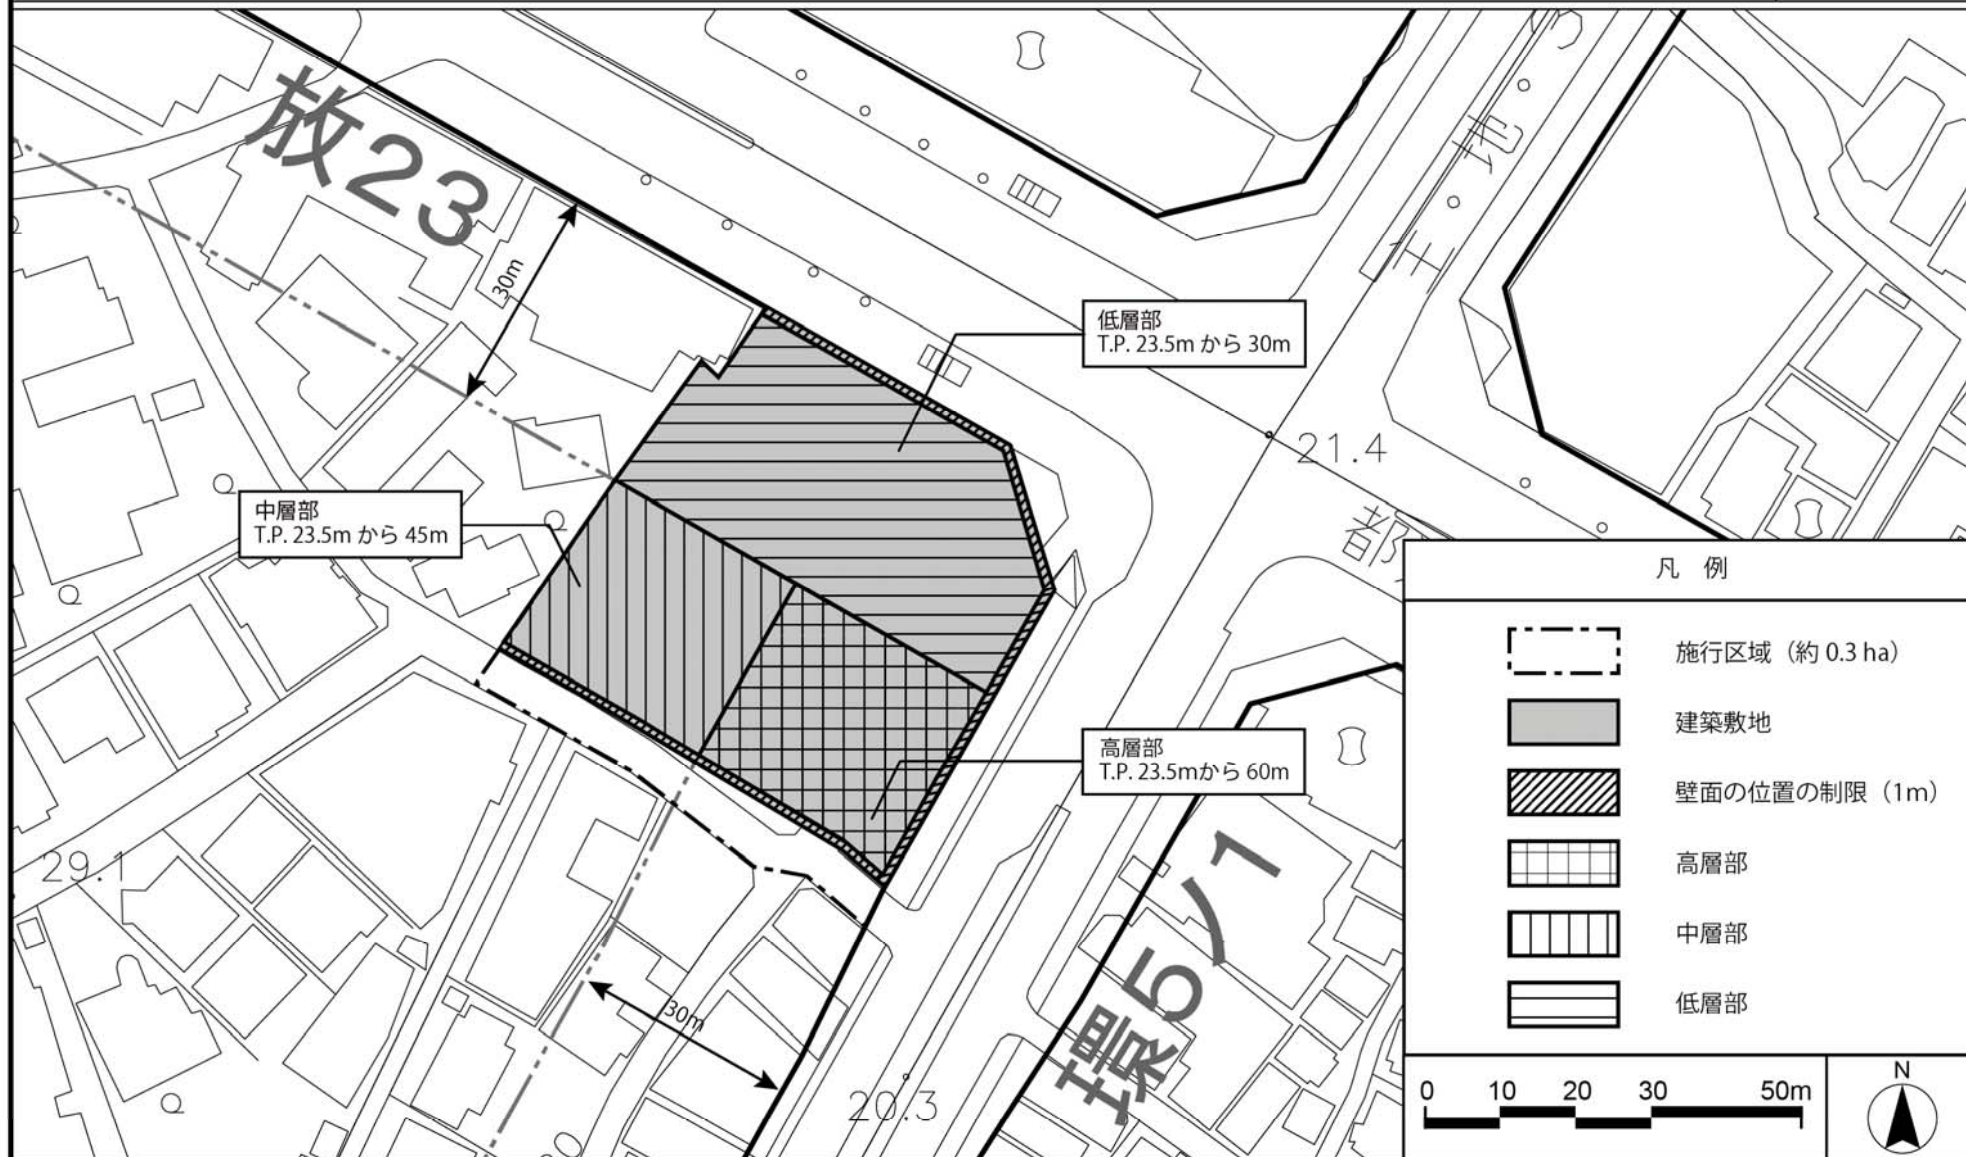 放23
30m
低層部
T.P. 23.5m から 30m
21.4
中層部
T.P. 23.5m から 45m
都
凡 例
施行区域（約 0.3 ha）
建築敷地
壁面の位置の制限（1m）
高層部
中層部
低層部
高層部
T.P. 23.5mから 60m
29.1
環5ノ1
30m
20.3
0 10 20 30 50m
N